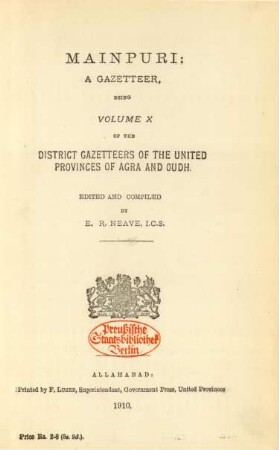 MAINPURI:
A GAZETTEER,
BEING
VOLUME X
OF THE
DISTRICT GAZETTEERS OF THE UNITED
PROVINCES OF AGRA AND OUDH.
EDITED AND COMPILED
BY
E. R. NEAVE, I.C.S.
Preußische
Staatsbibliothek
Berlin
ALLAHABAD:
Printed by F. LUKER, Superintendent, Government Press, United Provinces
1910.
Price Rs. 2-8 (3s. 9d.).